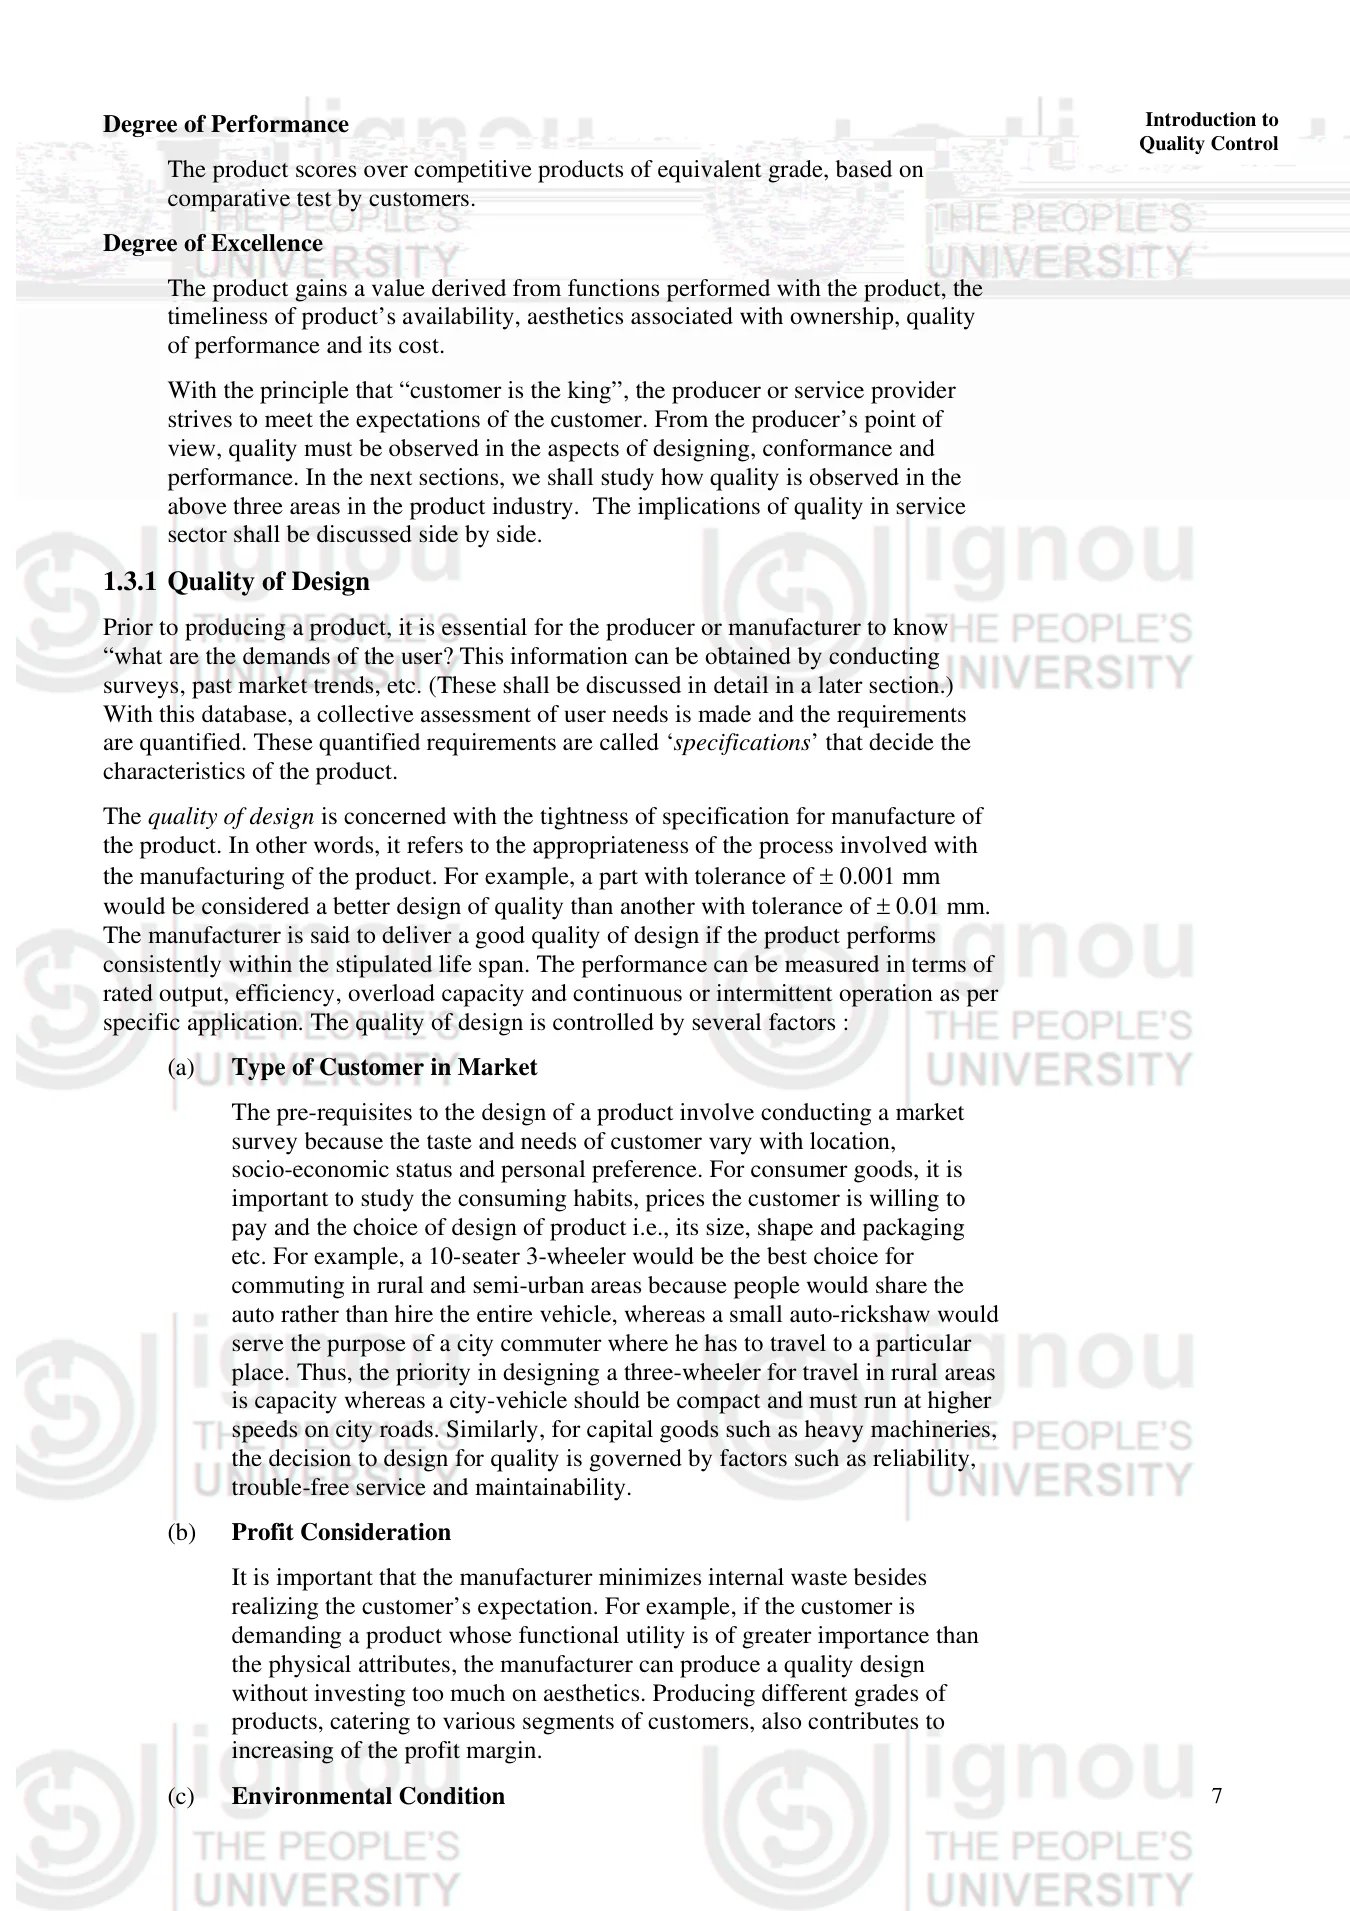 Introduction to
Quality Control
Degree of Performance
The product scores over competitive products of equivalent grade, based on
comparative test by customers.
Degree of Excellence
The product gains a value derived from functions performed with the product, the
timeliness of product’s availability, aesthetics associated with ownership, quality
of performance and its cost.
With the principle that “customer is the king”, the producer or service provider
strives to meet the expectations of the customer. From the producer’s point of
view, quality must be observed in the aspects of designing, conformance and
performance. In the next sections, we shall study how quality is observed in the
above three areas in the product industry.  The implications of quality in service
sector shall be discussed side by side.
1.3.1 Quality of Design
Prior to producing a product, it is essential for the producer or manufacturer to know
“what are the demands of the user? This information can be obtained by conducting
surveys, past market trends, etc. (These shall be discussed in detail in a later section.)
With this database, a collective assessment of user needs is made and the requirements
are quantified. These quantified requirements are called ‘specifications’ that decide the
characteristics of the product.
The quality of design is concerned with the tightness of specification for manufacture of
the product. In other words, it refers to the appropriateness of the process involved with
the manufacturing of the product. For example, a part with tolerance of ± 0.001 mm
would be considered a better design of quality than another with tolerance of ± 0.01 mm.
The manufacturer is said to deliver a good quality of design if the product performs
consistently within the stipulated life span. The performance can be measured in terms of
rated output, efficiency, overload capacity and continuous or intermittent operation as per
specific application. The quality of design is controlled by several factors :
(a) Type of Customer in Market
The pre-requisites to the design of a product involve conducting a market
survey because the taste and needs of customer vary with location,
socio-economic status and personal preference. For consumer goods, it is
important to study the consuming habits, prices the customer is willing to
pay and the choice of design of product i.e., its size, shape and packaging
etc. For example, a 10-seater 3-wheeler would be the best choice for
commuting in rural and semi-urban areas because people would share the
auto rather than hire the entire vehicle, whereas a small auto-rickshaw would
serve the purpose of a city commuter where he has to travel to a particular
place. Thus, the priority in designing a three-wheeler for travel in rural areas
is capacity whereas a city-vehicle should be compact and must run at higher
speeds on city roads. Similarly, for capital goods such as heavy machineries,
the decision to design for quality is governed by factors such as reliability,
trouble-free service and maintainability.
(b) Profit Consideration
It is important that the manufacturer minimizes internal waste besides
realizing the customer’s expectation. For example, if the customer is
demanding a product whose functional utility is of greater importance than
the physical attributes, the manufacturer can produce a quality design
without investing too much on aesthetics. Producing different grades of
products, catering to various segments of customers, also contributes to
increasing of the profit margin.
(c) Environmental Condition
7
ignou
THE PEOPLE’S
UNIVERSITY